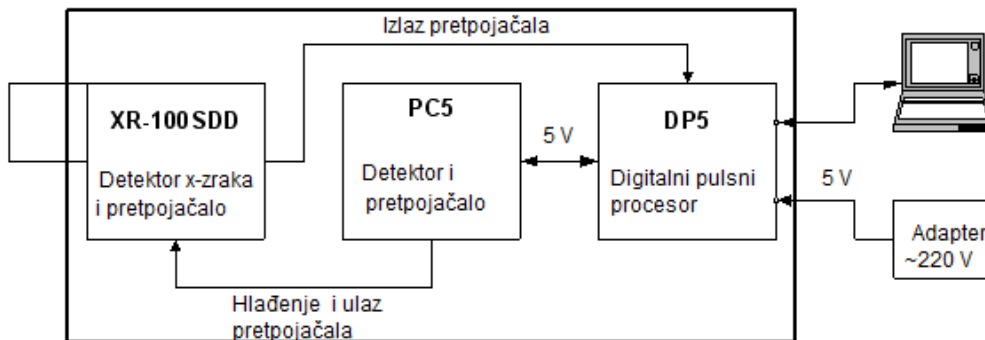 Izlaz pretpojačala
XR-100SDD
Detektor x-zraka
i pretpojačalo
PC5
Detektor i
pretpojačalo
5 V
DP5
Digitalni pulsni
procesor
5 V
Adapter
~220 V
Hlađenje i ulaz
pretpojačala